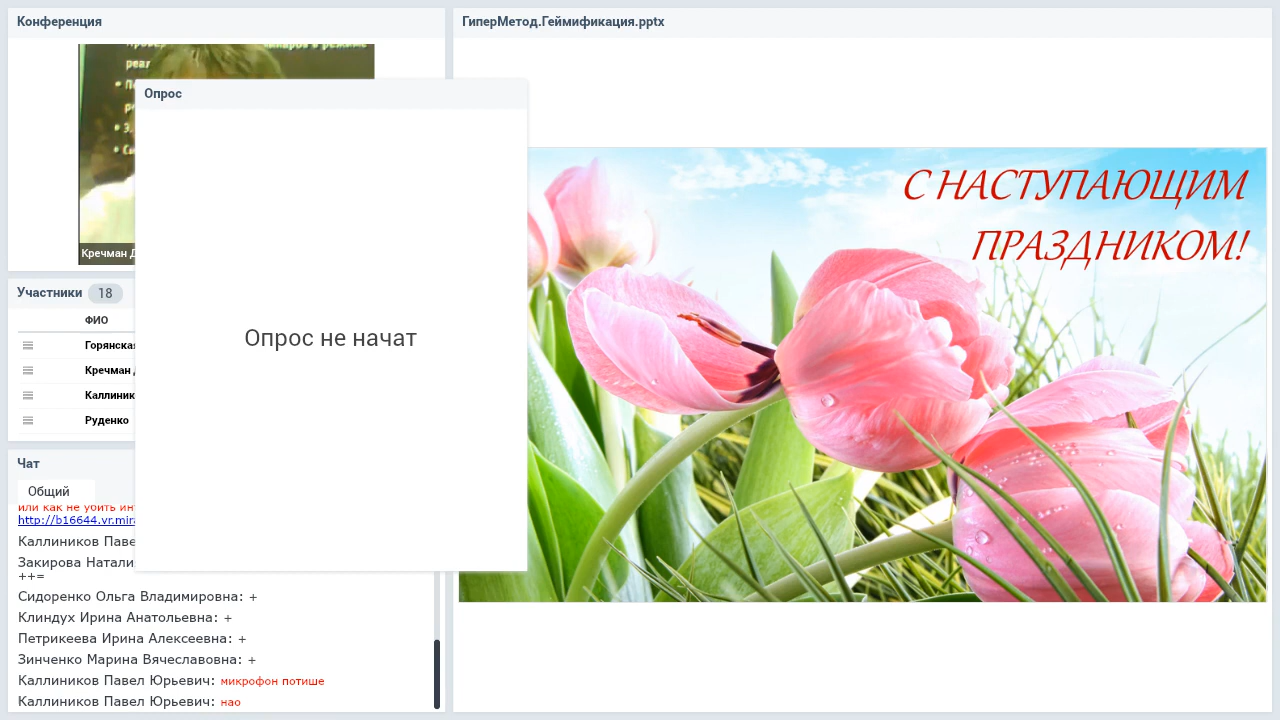 Конференция
ГиперМетод.Геймификация.pptx
реал
Кречман Д
Опрос
Опрос не начат
С НАСТУПАЮЩИМ
ПРАЗДНИКОМ!
Участники 18
ФИО
Горянская
Кречман Д
Каллиник
Руденко
Чат
Общий
или как не убить ин
http://b16644.vr.mira
Каллиников Паве
Закирова Натали
++=
Сидоренко Ольга Владимировна: +
Клиндух Ирина Анатольевна: +
Петрикеева Ирина Алексеевна: +
Зинченко Марина Вячеславовна: +
Каллиников Павел Юрьевич: микрофон потише
Каллиников Павел Юрьевич: нао